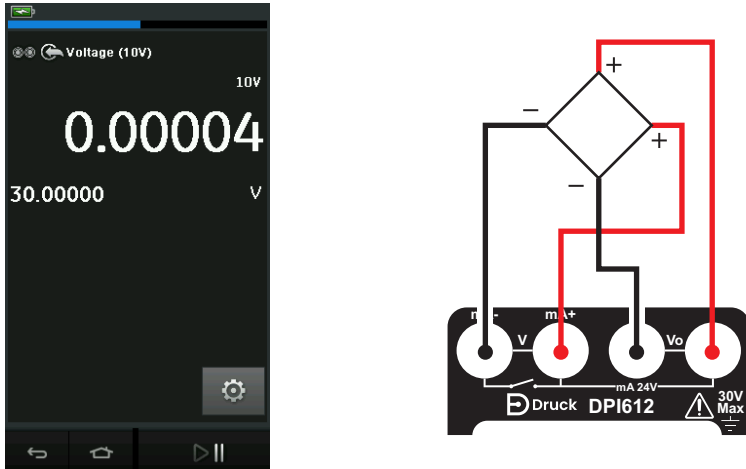 Voltage (10V)
10V
0.00004
30.00000 V
+
−
+
−
mA+
V
Vo
mA 24V
Druck DPI612
30V
Max